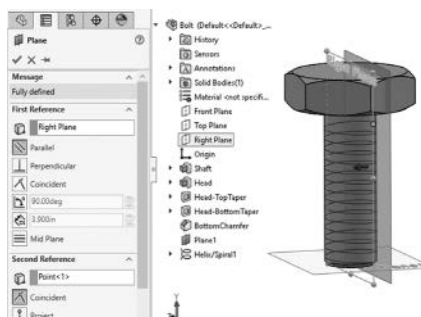 Plane
Message
Fully defined
First Reference
Right Plane
Parallel
Perpendicular
Coincident
90.00deg
3.900in
Mid Plane
Second Reference
Point<1>
Coincident
Project
Bolt (Default<<Default>_...
History
Sensors
Annotations
Solid Bodies(1)
Material <not specifi...
Front Plane
Top Plane
Right Plane
Origin
Shaft
Head
Head-TopTaper
Head-BottomTaper
BottomChamfer
Plane1
Helix/Spiral1